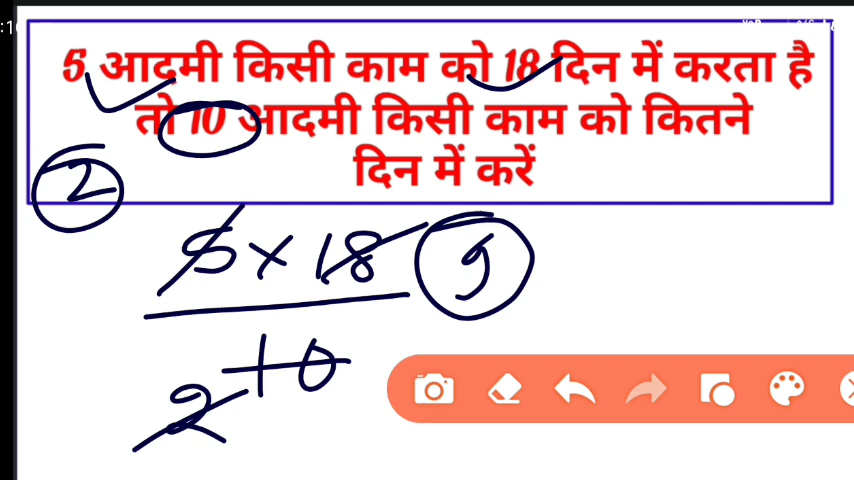 5 आदमी किसी काम को 18 दिन में करता है
तो 10 आदमी किसी काम को कितने
दिन में करें
2
5 × 18 9
10
2